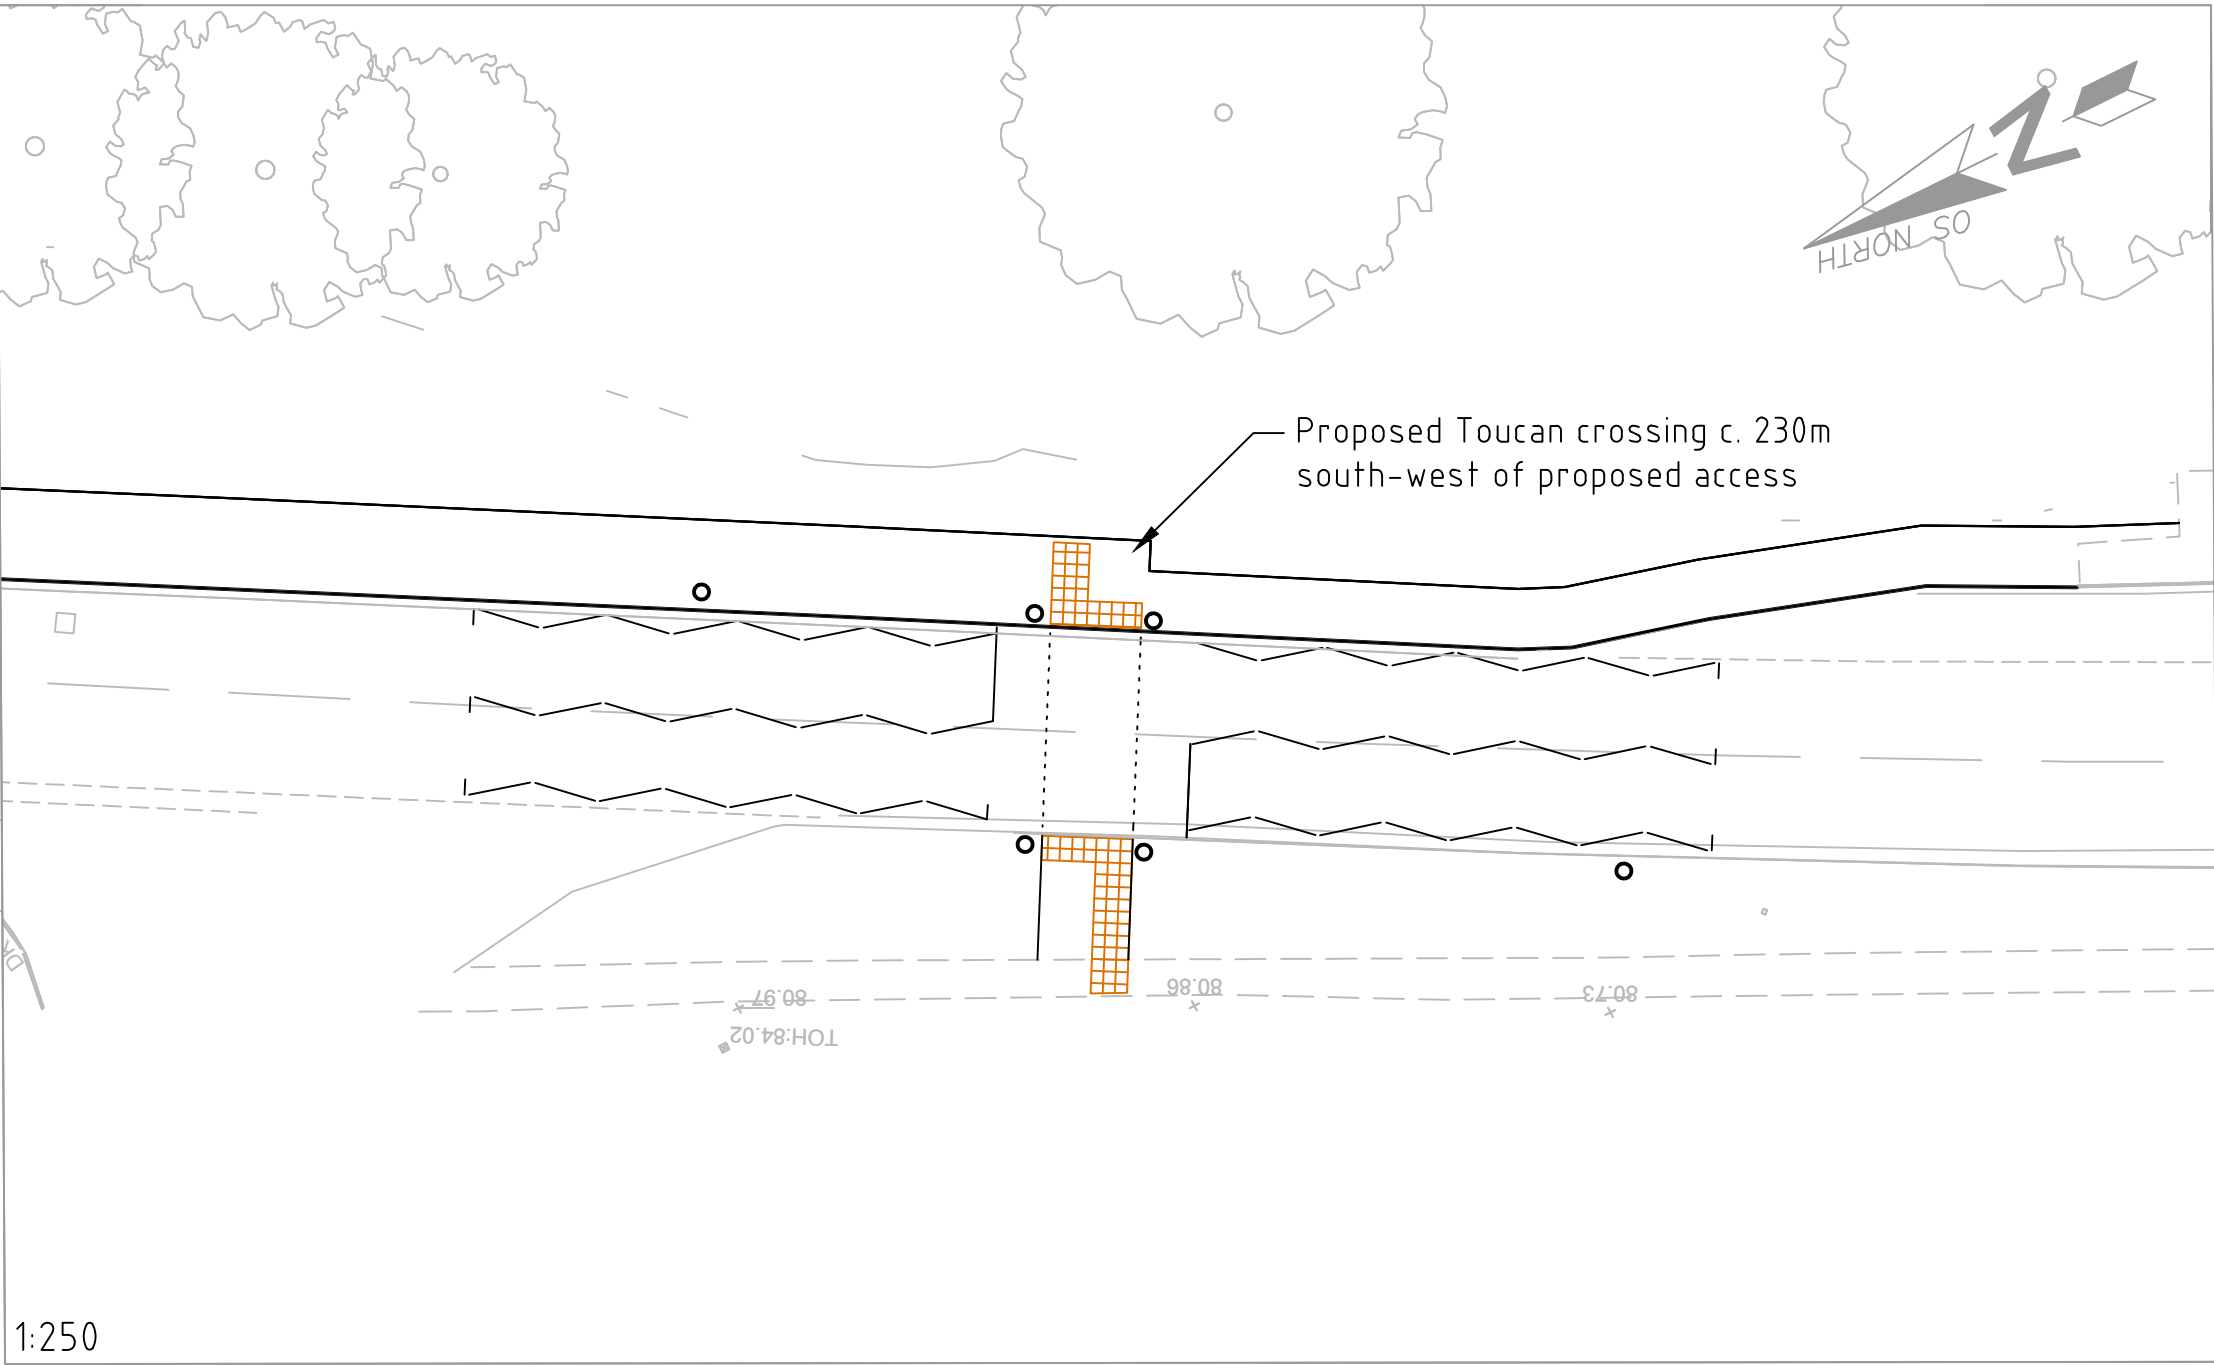 N
OS NORTH
Proposed Toucan crossing c. 230m
south-west of proposed access
DK
80.97
80.86
80.73
TOH:84.02
1:250